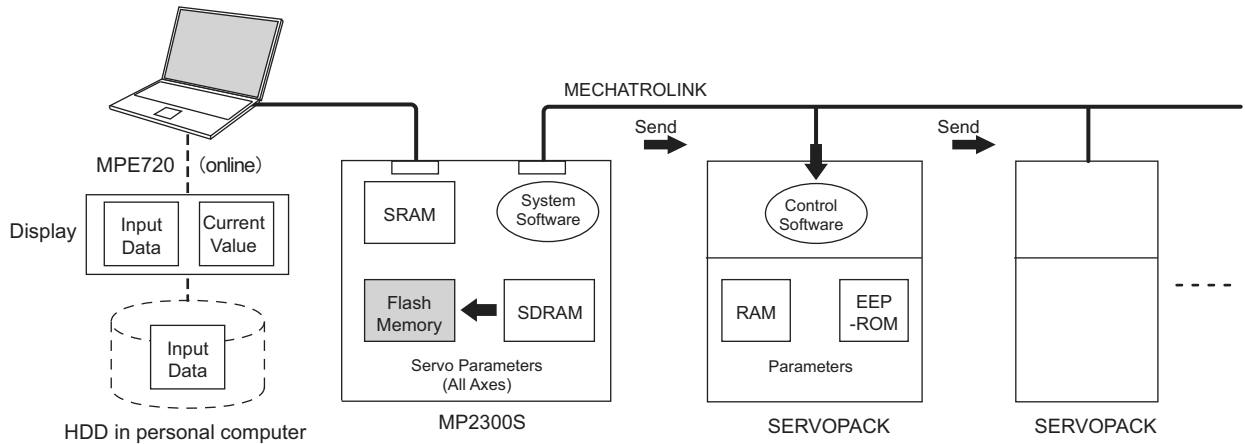 MECHATROLINK
Send
Send
MPE720 (online)
Display
Input
Data
Current
Value
Input
Data
HDD in personal computer
SRAM
System
Software
Flash
Memory
SDRAM
Servo Parameters
(All Axes)
MP2300S
Control
Software
RAM
EEP
-ROM
Parameters
SERVOPACK
SERVOPACK